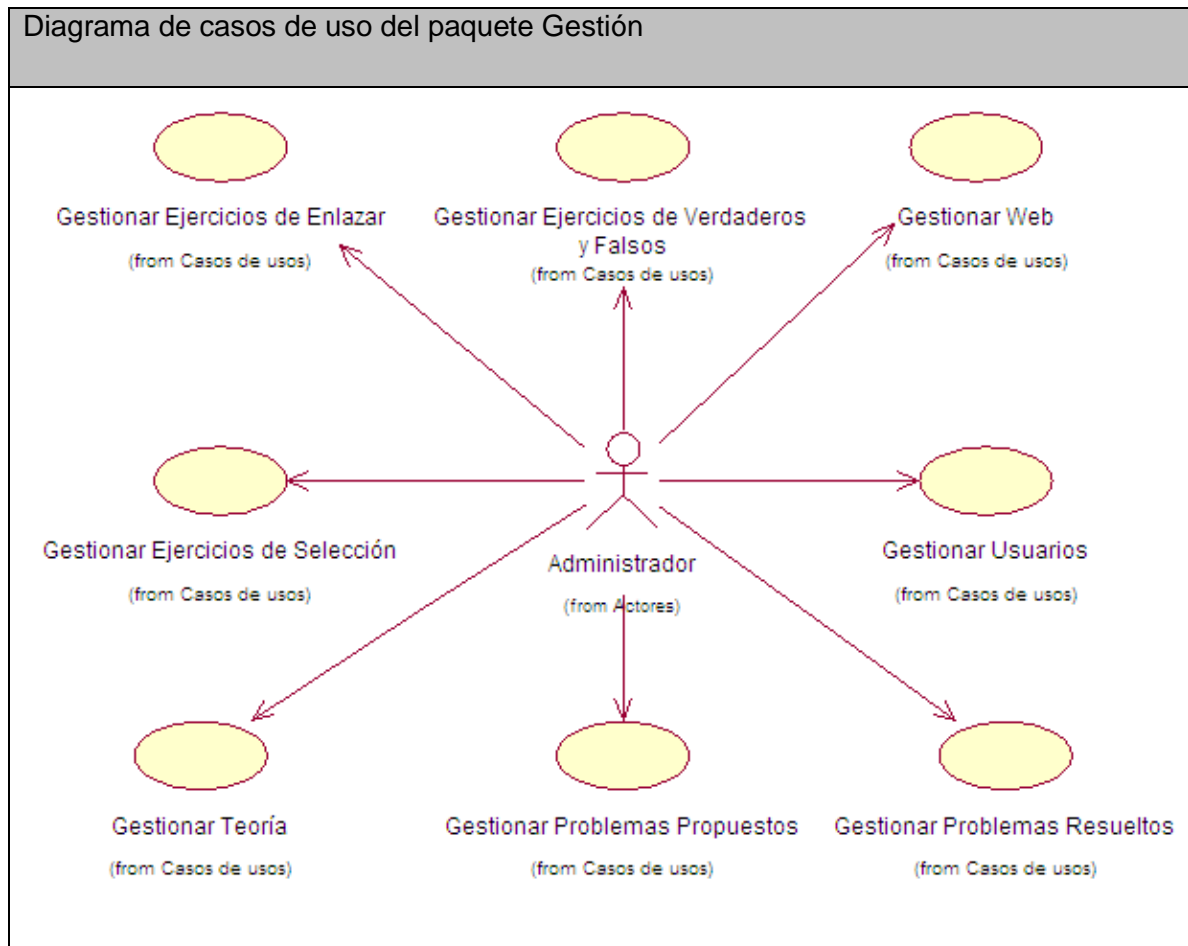 Diagrama de casos de uso del paquete Gestión
Gestionar Ejercicios de Enlazar
(from Casos de usos)
Gestionar Ejercicios de Verdaderos
y Falsos
(from Casos de usos)
Gestionar Web
(from Casos de usos)
Gestionar Ejercicios de Selección
(from Casos de usos)
Administrador
(from Actores)
Gestionar Usuarios
(from Casos de usos)
Gestionar Teoría
(from Casos de usos)
Gestionar Problemas Propuestos
(from Casos de usos)
Gestionar Problemas Resueltos
(from Casos de usos)